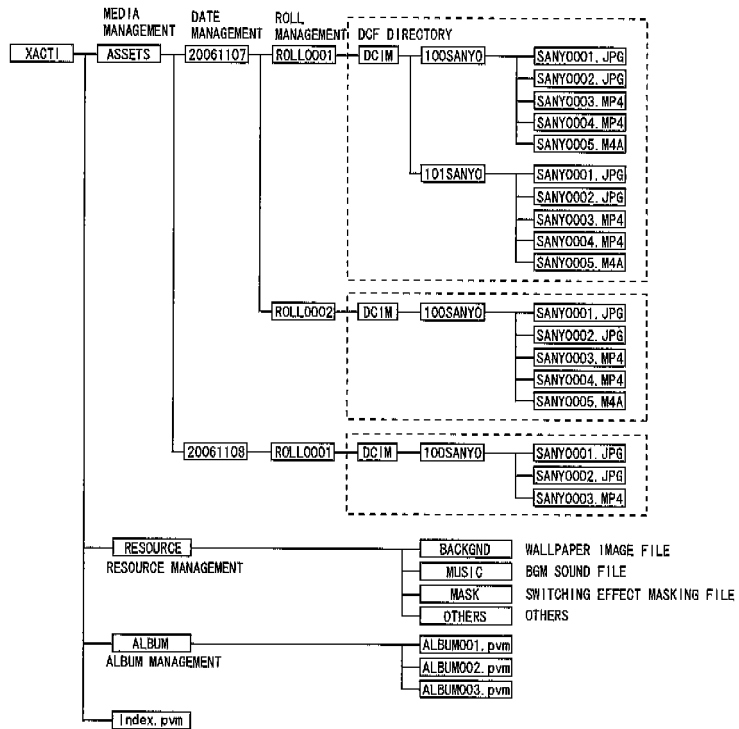 MEDIA MANAGEMENT
DATE MANAGEMENT
ROLL MANAGEMENT
DCF DIRECTORY
XACTI
ASSETS
20061107
ROLL0001
DCIM
100SANYO
SANYO001.JPG
SANYO002.JPG
SANYO003.MP4
SANYO004.MP4
SANYO005.M4A
101SANYO
SANYO001.JPG
SANYO002.JPG
SANYO003.MP4
SANYO004.MP4
SANYO005.M4A
ROLL0002
DCIM
100SANYO
SANYO001.JPG
SANYO002.JPG
SANYO003.MP4
SANYO004.MP4
SANYO005.M4A
20061108
ROLL0001
DCIM
100SANYO
SANYO001.JPG
SANYO002.JPG
SANYO003.MP4
RESOURCE
RESOURCE MANAGEMENT
BACKGND
WALLPAPER IMAGE FILE
MUSIC
BGM SOUND FILE
MASK
SWITCHING EFFECT MASKING FILE
OTHERS
OTHERS
ALBUM
ALBUM MANAGEMENT
ALBUM001.pvm
ALBUM002.pvm
ALBUM003.pvm
Index.pvm